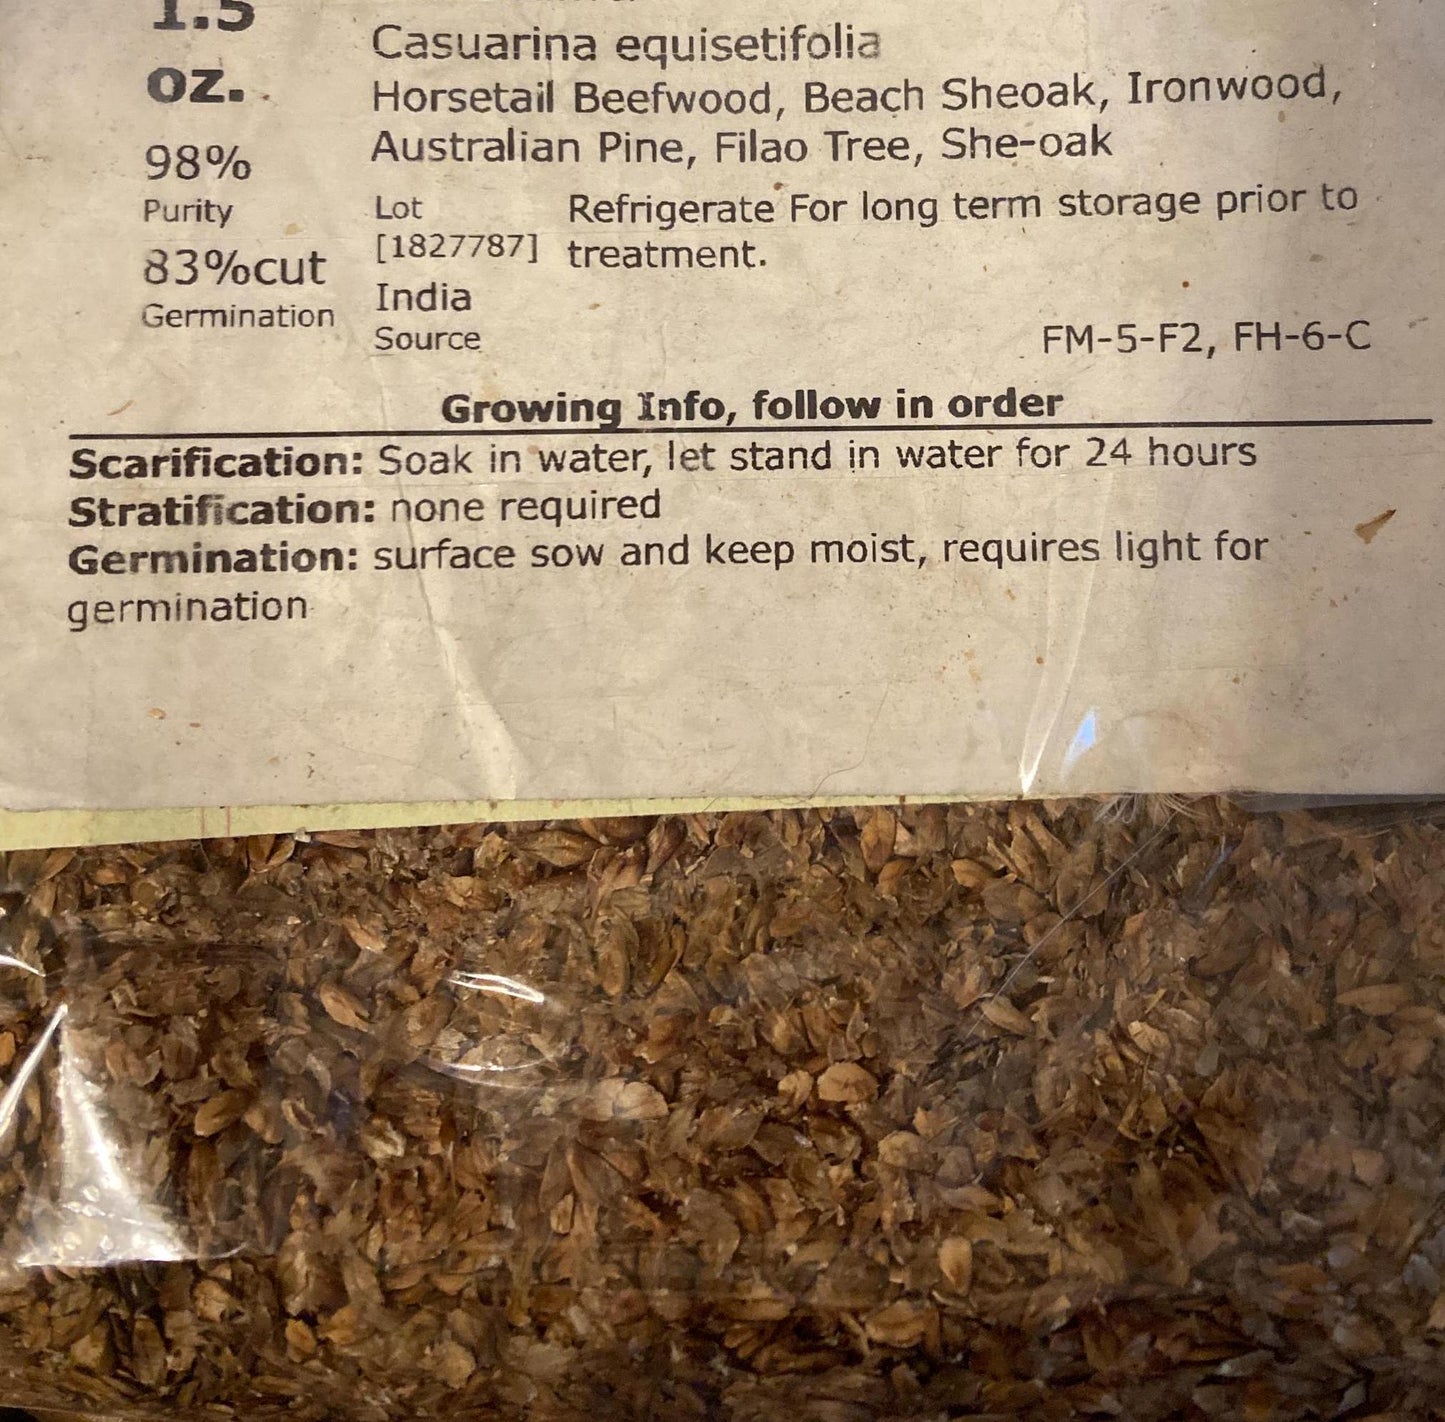 1.5
oz.
Casuarina equisetifolia
Horsetail Beefwood, Beach Sheoak, Ironwood,
Australian Pine, Filao Tree, She-oak
98%
Purity
83%cut
Germination
Lot
[1827787]
India
Source
Refrigerate For long term storage prior to
treatment.
FM-5-F2, FH-6-C
Growing Info, follow in order
Scarification: Soak in water, let stand in water for 24 hours
Stratification: none required
Germination: surface sow and keep moist, requires light for
germination